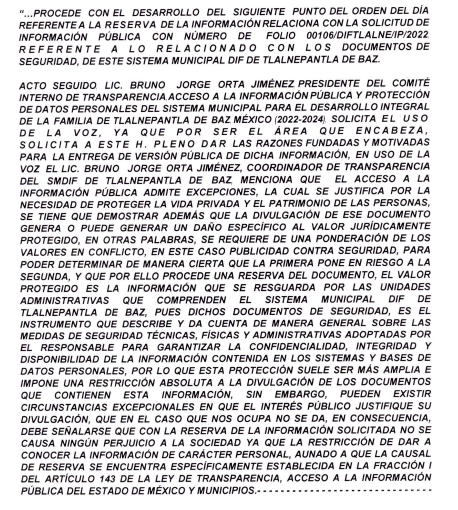 “...PROCEDE CON EL DESARROLLO DEL SIGUIENTE PUNTO DEL ORDEN DEL DÍA
REFERENTE A LA RESERVA DE LA INFORMACIÓN RELACIONA CON LA SOLICITUD DE
INFORMACIÓN PÚBLICA CON NÚMERO DE FOLIO 00106/DIFTLALNE/IP/2022
REFERENTE A LO RELACIONADO CON LOS DOCUMENTOS DE
SEGURIDAD, DE ESTE SISTEMA MUNICIPAL DIF DE TLALNEPANTLA DE BAZ.
ACTO SEGUIDO LIC. BRUNO JORGE ORTA JIMÉNEZ PRESIDENTE DEL COMITÉ
INTERNO DE TRANSPARENCIA ACCESO A LA INFORMACIÓN PÚBLICA Y PROTECCIÓN
DE DATOS PERSONALES DEL SISTEMA MUNICIPAL PARA EL DESARROLLO INTEGRAL
DE LA FAMILIA DE TLALNEPANTLA DE BAZ MÉXICO (2022-2024), SOLICITA EL USO
DE LA VOZ, YA QUE POR SER EL ÁREA QUE ENCABEZA,
SOLICITA A ESTE H. PLENO DAR LAS RAZONES FUNDADAS Y MOTIVADAS
PARA LA ENTREGA DE VERSIÓN PÚBLICA DE DICHA INFORMACIÓN, EN USO DE LA
VOZ EL LIC. BRUNO JORGE ORTA JIMÉNEZ, COORDINADOR DE TRANSPARENCIA
DEL SMDIF DE TLALNEPANTLA DE BAZ, MENCIONA QUE EL ACCESO A LA
INFORMACIÓN PÚBLICA ADMITE EXCEPCIONES, LA CUAL SE JUSTIFICA POR LA
NECESIDAD DE PROTEGER LA VIDA PRIVADA Y EL PATRIMONIO DE LAS PERSONAS,
SE TIENE QUE DEMOSTRAR ADEMÁS QUE LA DIVULGACIÓN DE ESE DOCUMENTO
GENERA O PUEDE GENERAR UN DAÑO ESPECÍFICO AL VALOR JURÍDICAMENTE
PROTEGIDO, EN OTRAS PALABRAS, SE REQUIERE DE UNA PONDERACIÓN DE LOS
VALORES EN CONFLICTO, EN ESTE CASO PUBLICIDAD CONTRA SEGURIDAD, PARA
PODER DETERMINAR DE MANERA CIERTA QUE LA PRIMERA PONE EN RIESGO A LA
SEGUNDA, Y QUE POR ELLO PROCEDE UNA RESERVA DEL DOCUMENTO, EL VALOR
PROTEGIDO ES LA INFORMACIÓN QUE SE RESGUARDA POR LAS UNIDADES
ADMINISTRATIVAS QUE COMPRENDEN EL SISTEMA MUNICIPAL DIF DE
TLALNEPANTLA DE BAZ, PUES DICHOS DOCUMENTOS DE SEGURIDAD, ES EL
INSTRUMENTO QUE DESCRIBE Y DA CUENTA DE MANERA GENERAL SOBRE LAS
MEDIDAS DE SEGURIDAD TÉCNICAS, FÍSICAS Y ADMINISTRATIVAS ADOPTADAS POR
EL RESPONSABLE PARA GARANTIZAR LA CONFIDENCIALIDAD, INTEGRIDAD Y
DISPONIBILIDAD DE LA INFORMACIÓN CONTENIDA EN LOS SISTEMAS Y BASES DE
DATOS PERSONALES, POR LO QUE ESTA PROTECCIÓN SUELE SER MÁS AMPLIA E
IMPONE UNA RESTRICCIÓN ABSOLUTA A LA DIVULGACIÓN DE LOS DOCUMENTOS
QUE CONTIENEN ESTA INFORMACIÓN, SIN EMBARGO, PUEDEN EXISTIR
CIRCUNSTANCIAS EXCEPCIONALES EN QUE EL INTERÉS PÚBLICO JUSTIFIQUE SU
DIVULGACIÓN, QUE EN EL CASO QUE NOS OCUPA NO SE DA, EN CONSECUENCIA,
DEBE SEÑALARSE QUE CON LA RESERVA DE LA INFORMACIÓN SOLICITADA NO SE
CAUSA NINGÚN PERJUICIO A LA SOCIEDAD YA QUE LA RESTRICCIÓN DE DAR A
CONOCER LA INFORMACIÓN DE CARÁCTER PERSONAL, AUNADO A QUE LA CAUSAL
DE RESERVA SE ENCUENTRA ESPECÍFICAMENTE ESTABLECIDA EN LA FRACCIÓN I
DEL ARTÍCULO 143 DE LA LEY DE TRANSPARENCIA, ACCESO A LA INFORMACIÓN
PÚBLICA DEL ESTADO DE MÉXICO Y MUNICIPIOS.- - - - - - - - - - - - - - - - - - - - - -